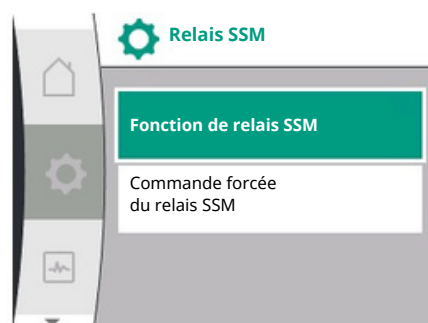 Relais SSM
Fonction de relais SSM
Commande forcée
du relais SSM